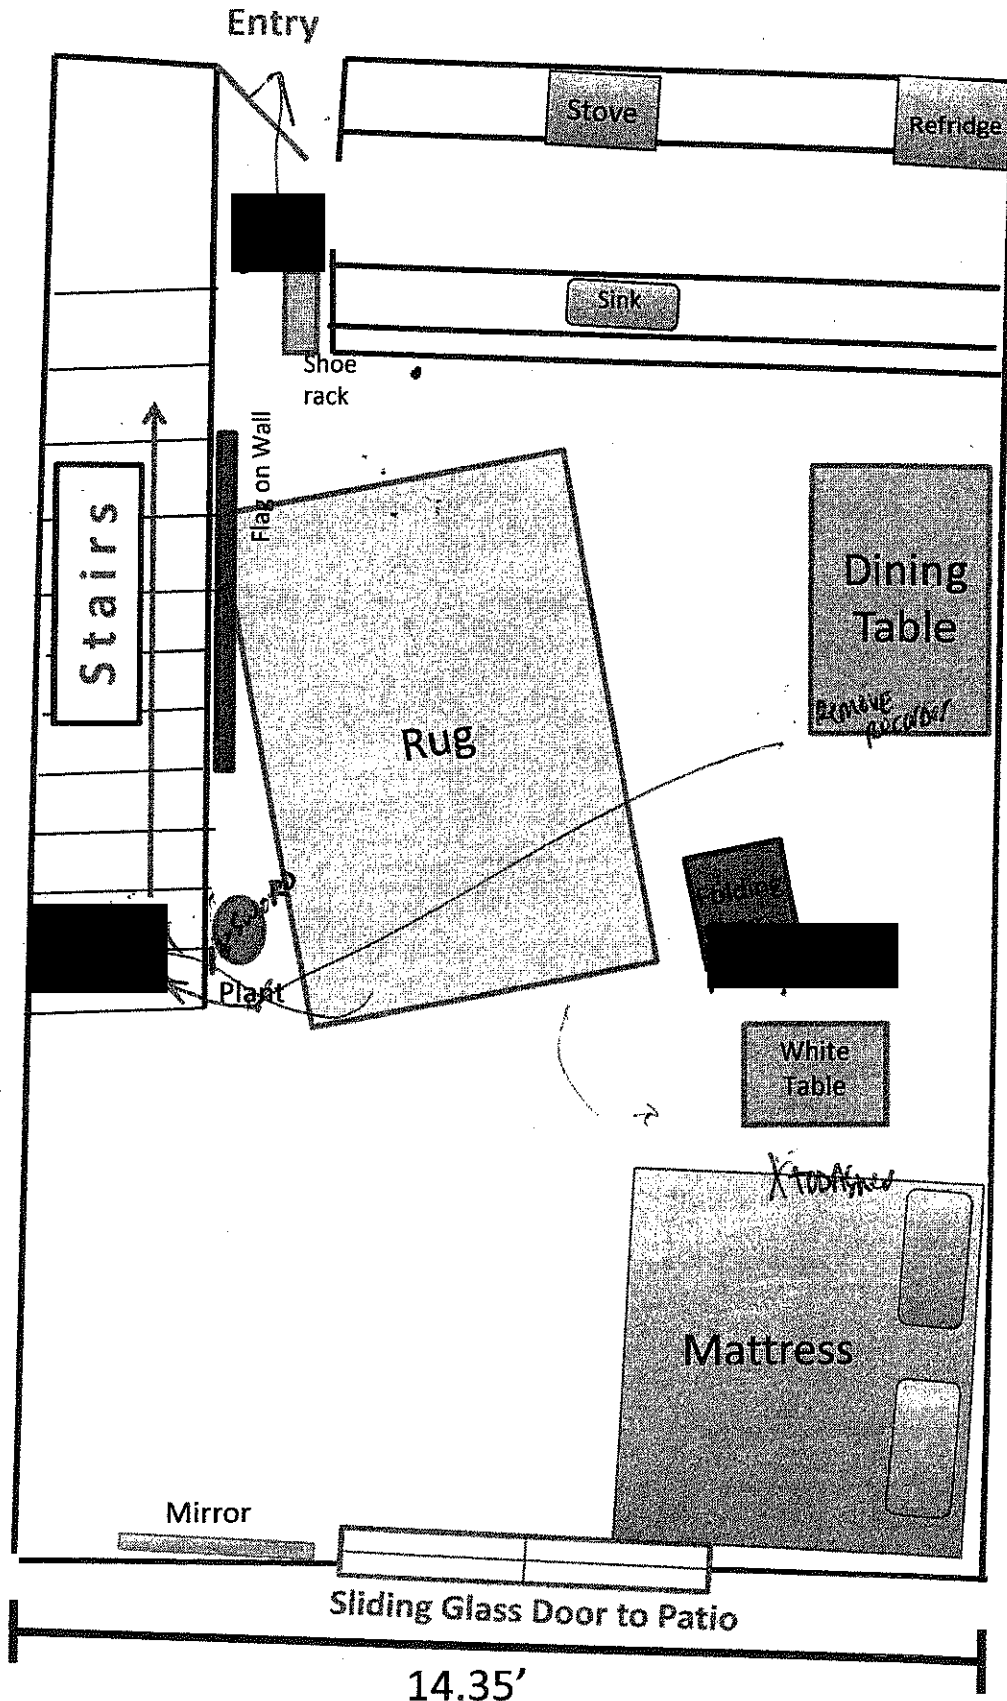 Entry
Stove
Refridge
Sink
Shoe
rack
Flag on Wall
Stairs
Dining
Table
Remove
Rug
Plant
White
Table
Mattress
Mirror
Sliding Glass Door to Patio
14.35’